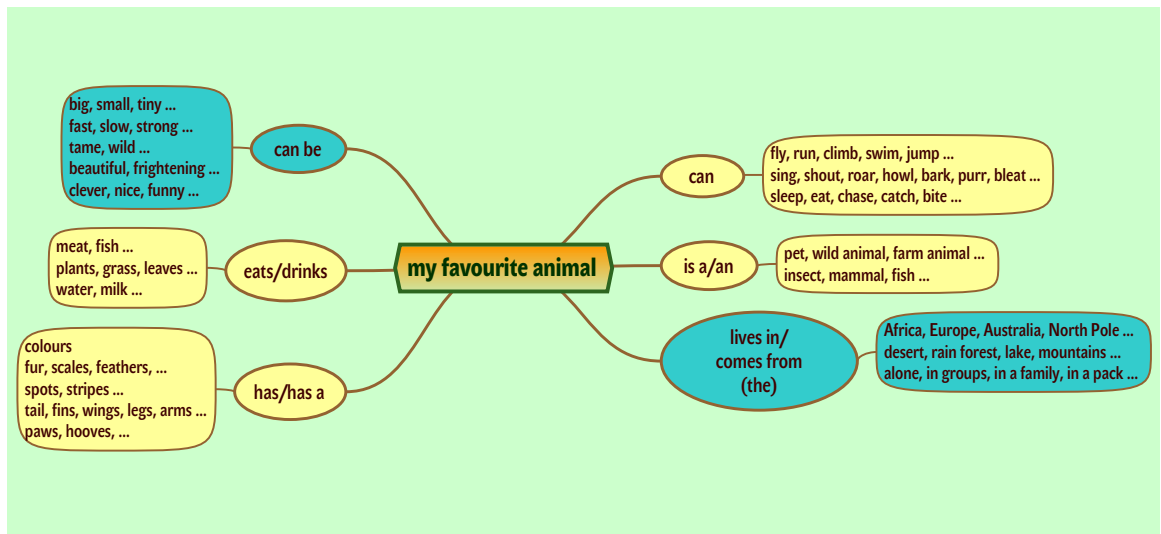 my favourite animal
can be
big, small, tiny ...
fast, slow, strong ...
tame, wild ...
beautiful, frightening ...
clever, nice, funny ...
eats/drinks
meat, fish ...
plants, grass, leaves ...
water, milk ...
has/has a
colours
fur, scales, feathers, ...
spots, stripes ...
tail, fins, wings, legs, arms ...
paws, hooves, ...
can
fly, run, climb, swim, jump ...
sing, shout, roar, howl, bark, purr, bleat ...
sleep, eat, chase, catch, bite ...
is a/an
pet, wild animal, farm animal ...
insect, mammal, fish ...
lives in/
comes from
(the)
Africa, Europe, Australia, North Pole ...
desert, rain forest, lake, mountains ...
alone, in groups, in a family, in a pack ...